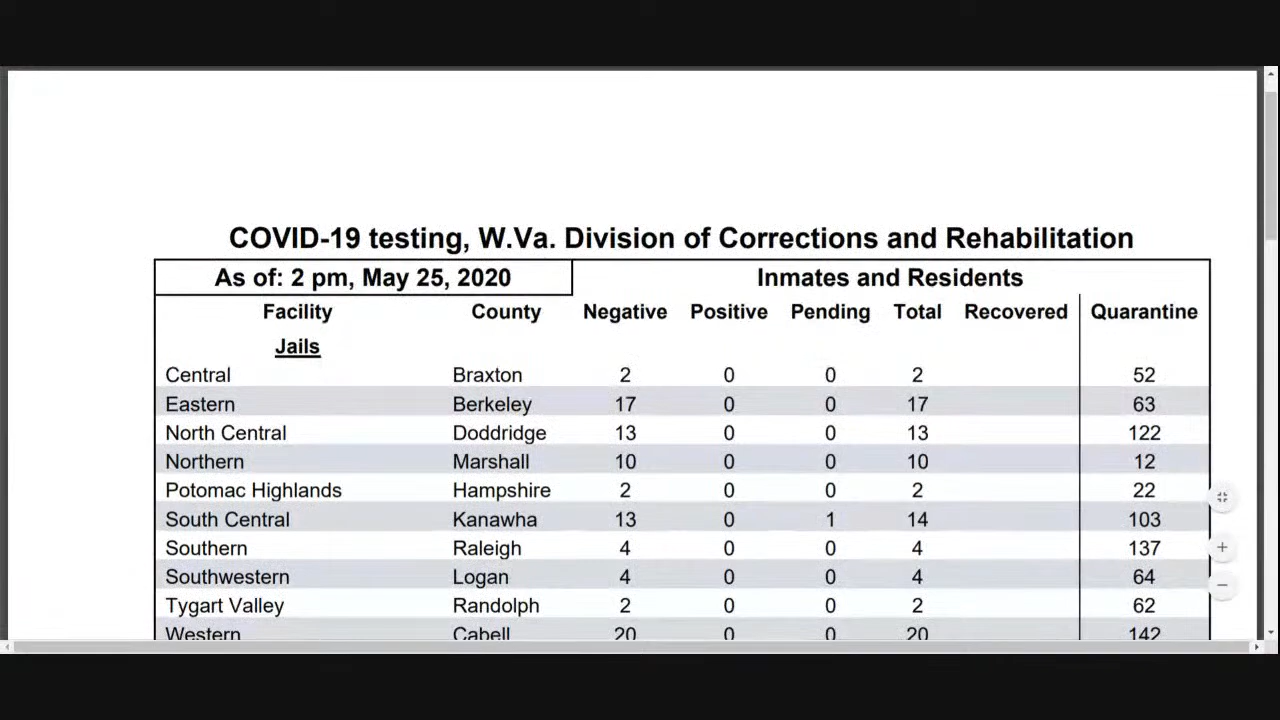 COVID-19 testing, W.Va. Division of Corrections and Rehabilitation
As of: 2 pm, May 25, 2020 Inmates and Residents
Facility County Negative Positive Pending Total Recovered Quarantine
Jails
Central Braxton 2 0 0 2 52
Eastern Berkeley 17 0 0 17 63
North Central Doddridge 13 0 0 13 122
Northern Marshall 10 0 0 10 12
Potomac Highlands Hampshire 2 0 0 2 22
South Central Kanawha 13 0 1 14 103
Southern Raleigh 4 0 0 4 137
Southwestern Logan 4 0 0 4 64
Tygart Valley Randolph 2 0 0 2 62
Western Cabell 20 0 0 20 142